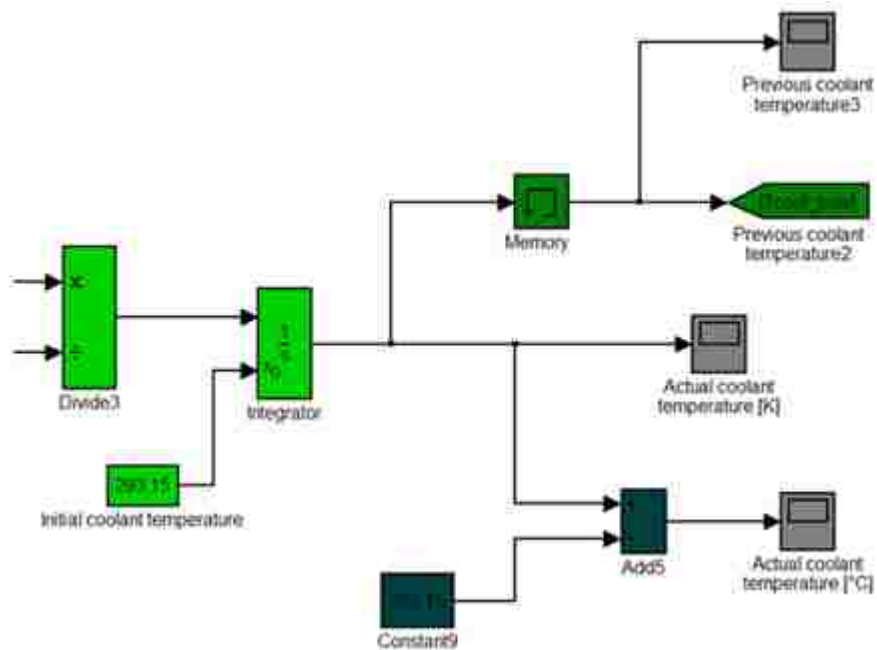 Previous coolant
temperature3
Memory
Previous coolant
temperature2
×
÷
Divide3
Integrator
Actual coolant
temperature [K]
293.15
Initial coolant temperature
Add5
Actual coolant
temperature [°C]
Constant9